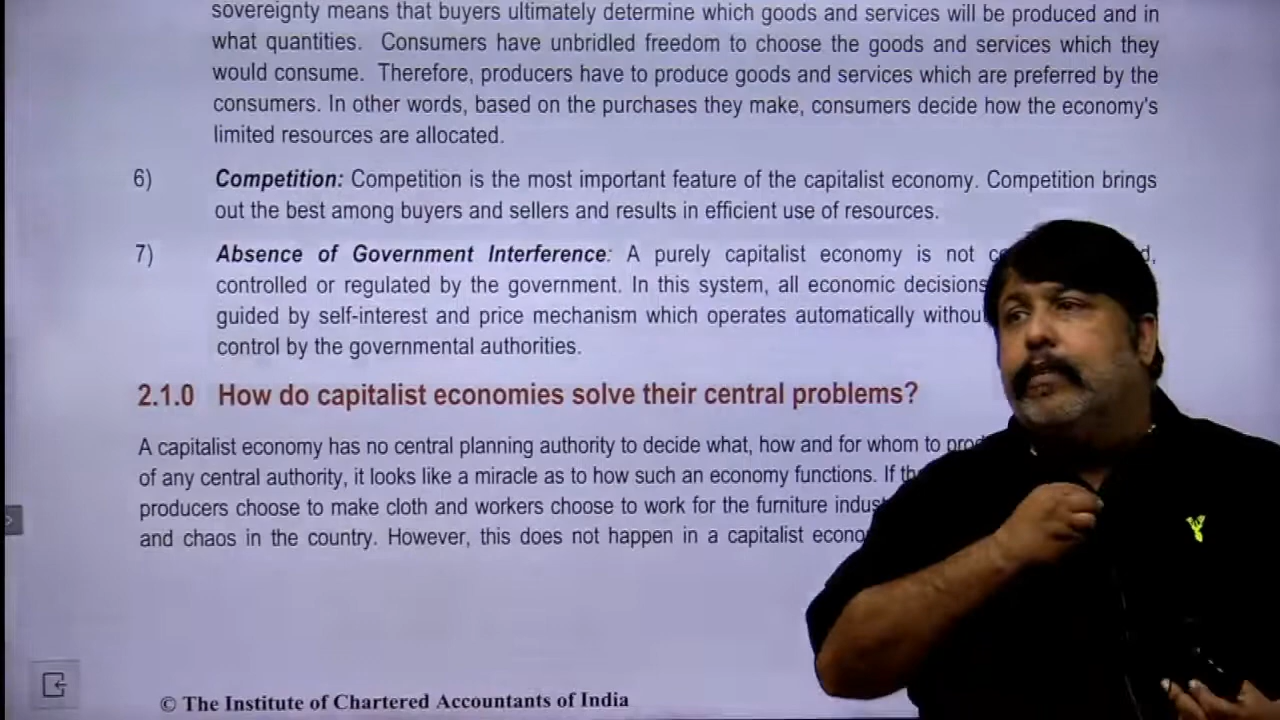 sovereignty means that buyers ultimately determine which goods and services will be produced and in
what quantities. Consumers have unbridled freedom to choose the goods and services which they
would consume. Therefore, producers have to produce goods and services which are preferred by the
consumers. In other words, based on the purchases they make, consumers decide how the economy's
limited resources are allocated.
6) Competition: Competition is the most important feature of the capitalist economy. Competition brings
out the best among buyers and sellers and results in efficient use of resources.
7) Absence of Government Interference: A purely capitalist economy is not
controlled or regulated by the government. In this system, all economic decisions
guided by self-interest and price mechanism which operates automatically
control by the governmental authorities.
2.1.0 How do capitalist economies solve their central problems?
A capitalist economy has no central planning authority to decide what, how and for whom to
of any central authority, it looks like a miracle as to how such an economy functions. If
producers choose to make cloth and workers choose to work for the furniture
and chaos in the country. However, this does not happen in a capitalist
© The Institute of Chartered Accountants of India